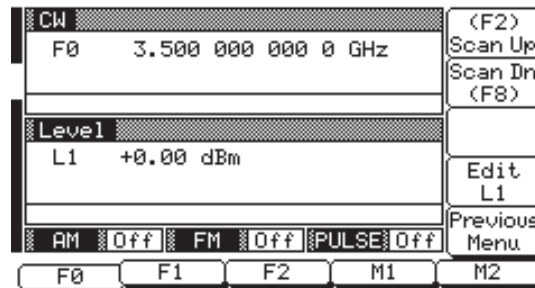 CW
F0 3.500 000 000 0 GHz
Level
L1 +0.00 dBm
AM Off FM Off PULSE Off
(F2)
Scan Up
Scan Dn
(F8)
Edit
L1
Previous
Menu
F0 F1 F2 M1 M2